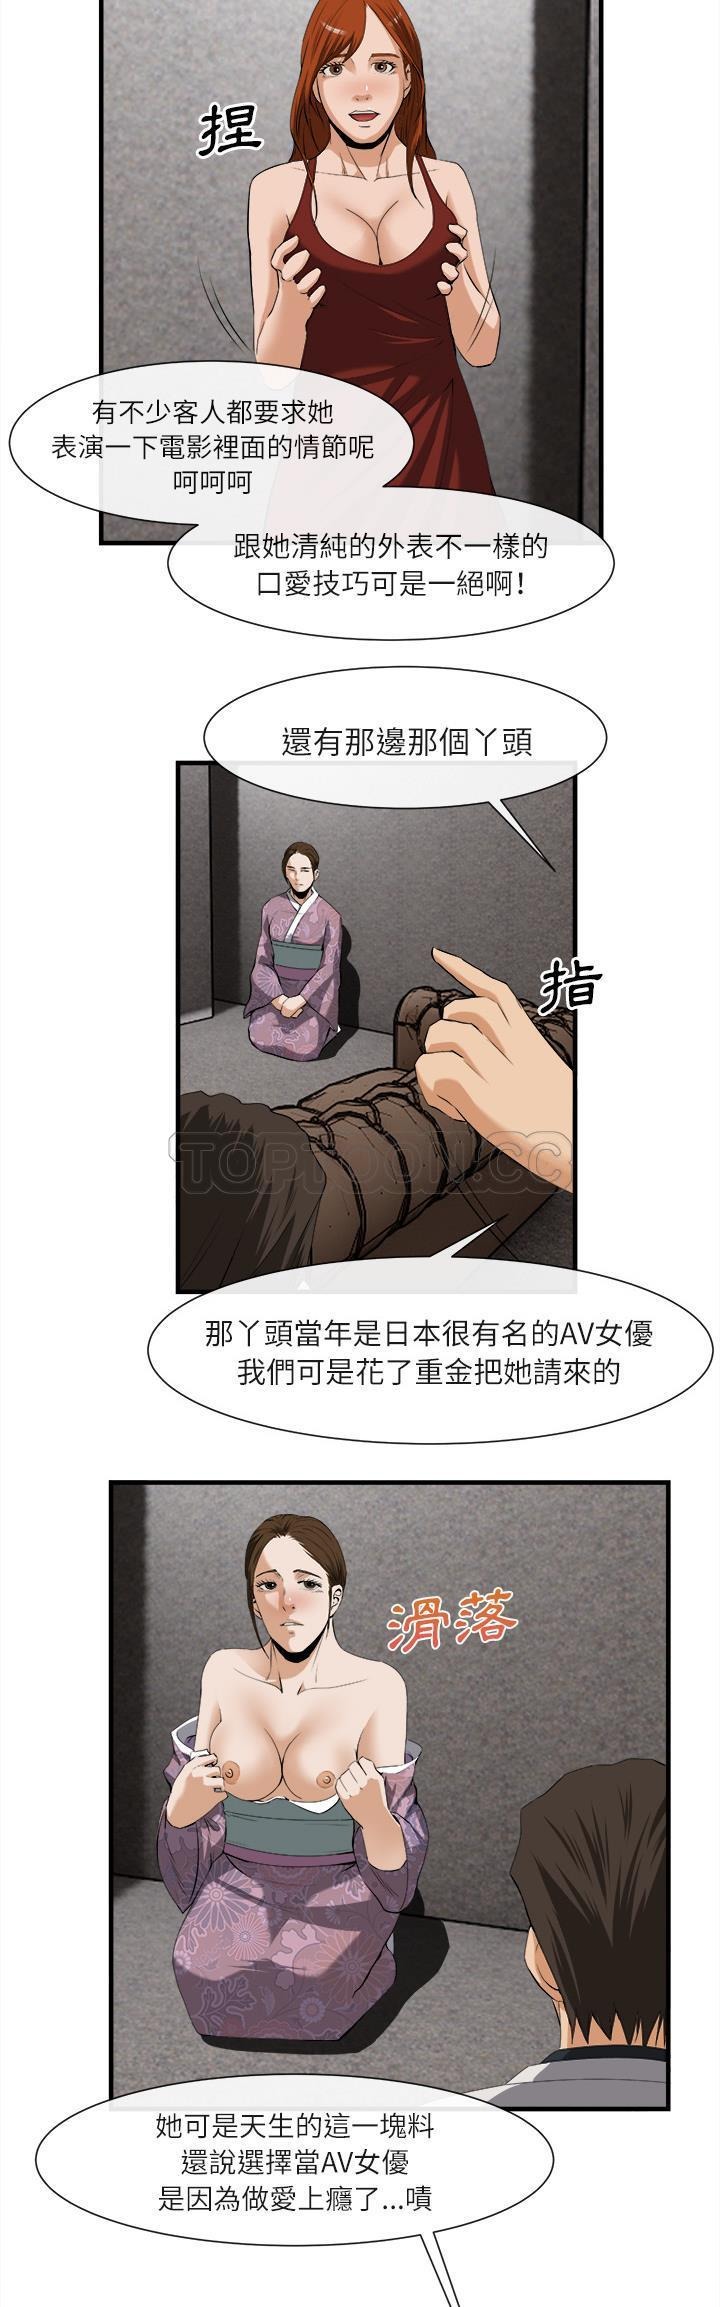 捏
有不少客人都要求她
表演一下電影裡面的情節呢
呵呵呵
跟她清純的外表不一樣的
口愛技巧可是一絕啊！
還有那邊那個丫頭
指
TOPTOON.CC
那丫頭當年是日本很有名的AV女優
我們可是花了重金把她請來的
滑落
她可是天生的這一塊料
還說選擇當AV女優
是因為做愛上癮了...嘖